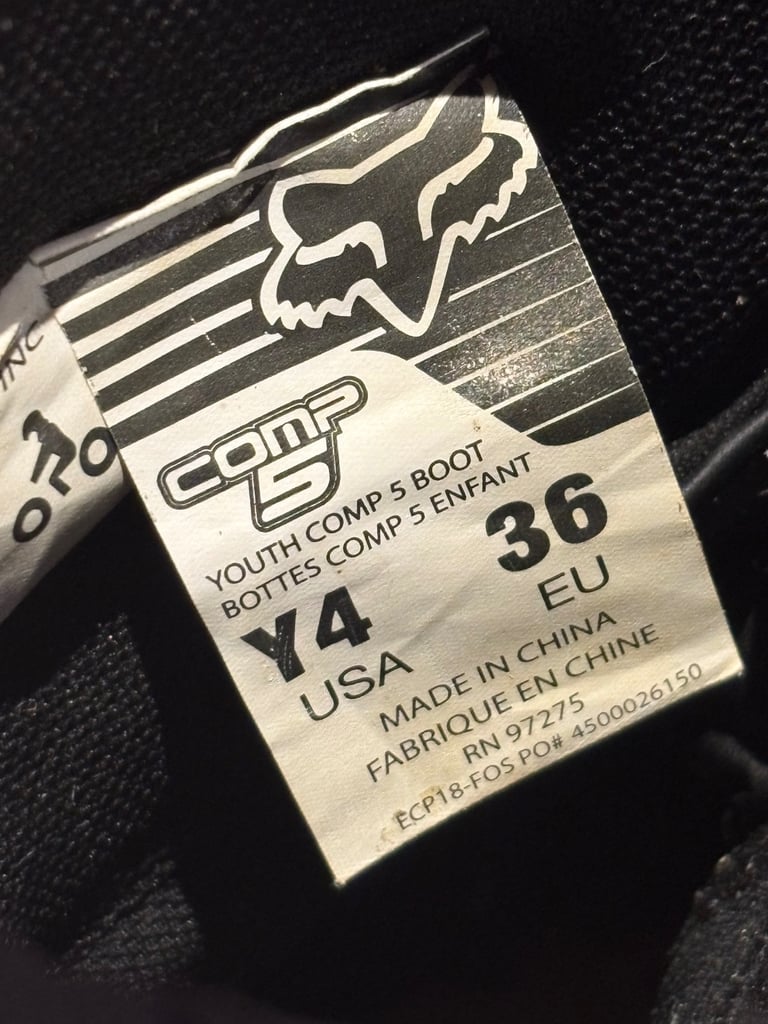 INC
COMP
5
YOUTH COMP 5 BOOT
BOTTES COMP 5 ENFANT
Y4 36
USA EU
MADE IN CHINA
FABRIQUE EN CHINE
RN 97275
ECP18-FOS PO# 4500026150